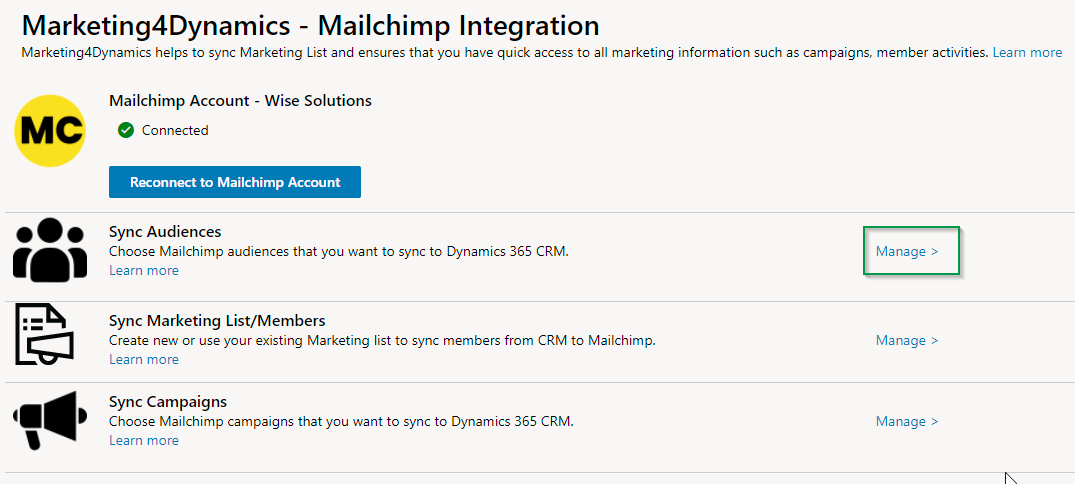 Marketing4Dynamics - Mailchimp Integration
Marketing4Dynamics helps to sync Marketing List and ensures that you have quick access to all marketing information such as campaigns, member activities. Learn more
MC
Mailchimp Account - Wise Solutions
Connected
Reconnect to Mailchimp Account
Sync Audiences
Choose Mailchimp audiences that you want to sync to Dynamics 365 CRM.
Manage >
Learn more
Sync Marketing List/Members
Create new or use your existing Marketing list to sync members from CRM to Mailchimp.
Manage >
Learn more
Sync Campaigns
Choose Mailchimp campaigns that you want to sync to Dynamics 365 CRM.
Manage >
Learn more